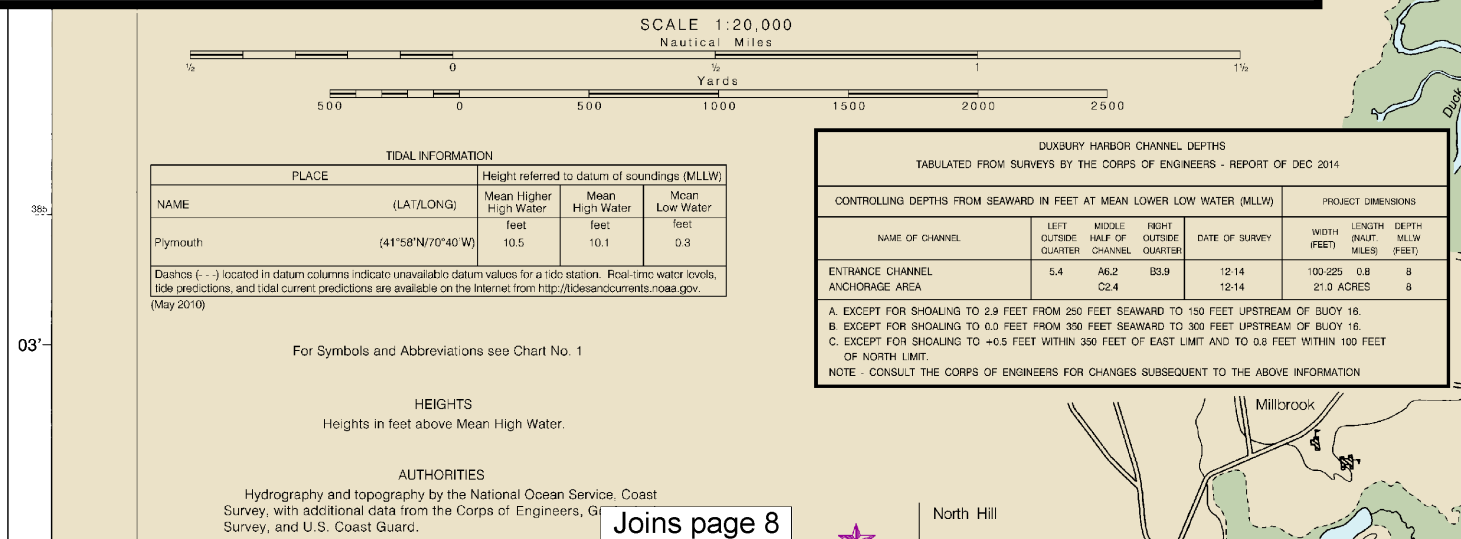 SCALE 1:20,000
Nautical Miles
½ 0 ½ 1 1½
Yards
500 0 500 1000 1500 2000 2500
TIDAL INFORMATION
PLACE Height referred to datum of soundings (MLLW)
NAME (LAT/LONG) Mean Higher High Water Mean High Water Mean Low Water
feet feet feet
Plymouth (41°58'N/70°40'W) 10.5 10.1 0.3
Dashes (- - -) located in datum columns indicate unavailable datum values for a tide station. Real-time water levels,
tide predictions, and tidal current predictions are available on the Internet from http://tidesandcurrents.noaa.gov.
(May 2010)
385
03'
For Symbols and Abbreviations see Chart No. 1
HEIGHTS
Heights in feet above Mean High Water.
AUTHORITIES
Hydrography and topography by the National Ocean Service, Coast
Survey, with additional data from the Corps of Engineers,
Survey, and U.S. Coast Guard.
Joins page 8
DUXBURY HARBOR CHANNEL DEPTHS
TABULATED FROM SURVEYS BY THE CORPS OF ENGINEERS - REPORT OF DEC 2014
CONTROLLING DEPTHS FROM SEAWARD IN FEET AT MEAN LOWER LOW WATER (MLLW) PROJECT DIMENSIONS
NAME OF CHANNEL LEFT OUTSIDE QUARTER MIDDLE HALF OF CHANNEL RIGHT OUTSIDE QUARTER DATE OF SURVEY WIDTH (FEET) LENGTH (NAUT. MILES) DEPTH MLLW (FEET)
ENTRANCE CHANNEL 5.4 A6.2 B3.9 12-14 100-225 0.8 8
ANCHORAGE AREA C2.4 12-14 21.0 ACRES 8
A. EXCEPT FOR SHOALING TO 2.9 FEET FROM 250 FEET SEAWARD TO 150 FEET UPSTREAM OF BUOY 16.
B. EXCEPT FOR SHOALING TO 0.0 FEET FROM 350 FEET SEAWARD TO 300 FEET UPSTREAM OF BUOY 16.
C. EXCEPT FOR SHOALING TO +0.5 FEET WITHIN 350 FEET OF EAST LIMIT AND TO 0.8 FEET WITHIN 100 FEET
OF NORTH LIMIT.
NOTE - CONSULT THE CORPS OF ENGINEERS FOR CHANGES SUBSEQUENT TO THE ABOVE INFORMATION
Duck
Millbrook
North Hill